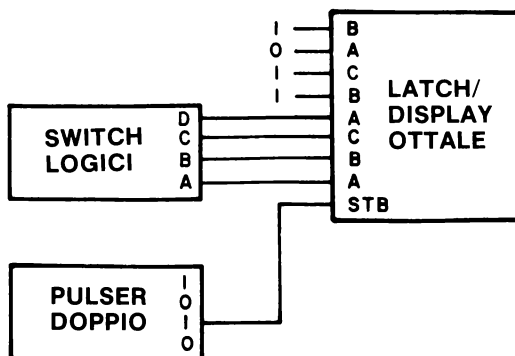 I B
O A
I C
I B
LATCH/
DISPLAY
OTTALE
D A
C C
B B
A A
STB
SWITCH
LOGICI
PULSER
DOPPIO
I
O
I
O